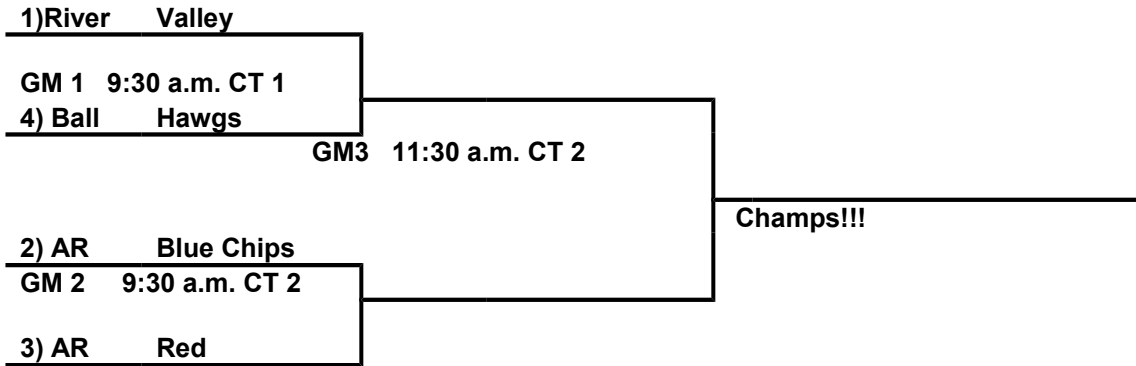 1)River Valley
GM 1 9:30 a.m. CT 1
4) Ball Hawgs
GM3 11:30 a.m. CT 2
Champs!!!
2) AR Blue Chips
GM 2 9:30 a.m. CT 2
3) AR Red